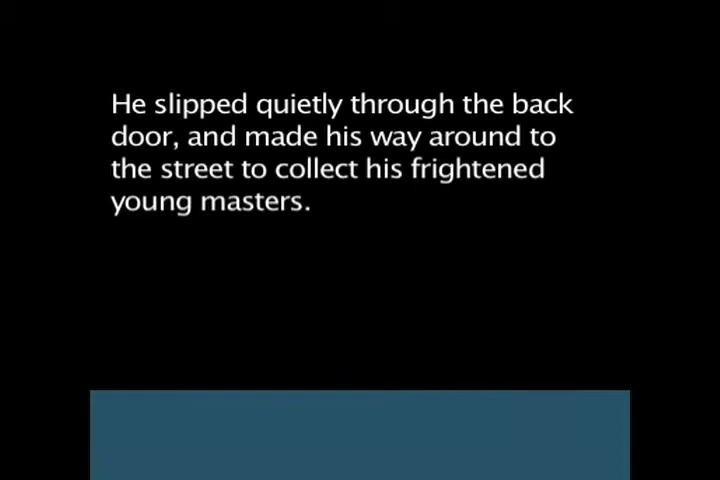 He slipped quietly through the back
door, and made his way around to
the street to collect his frightened
young masters.